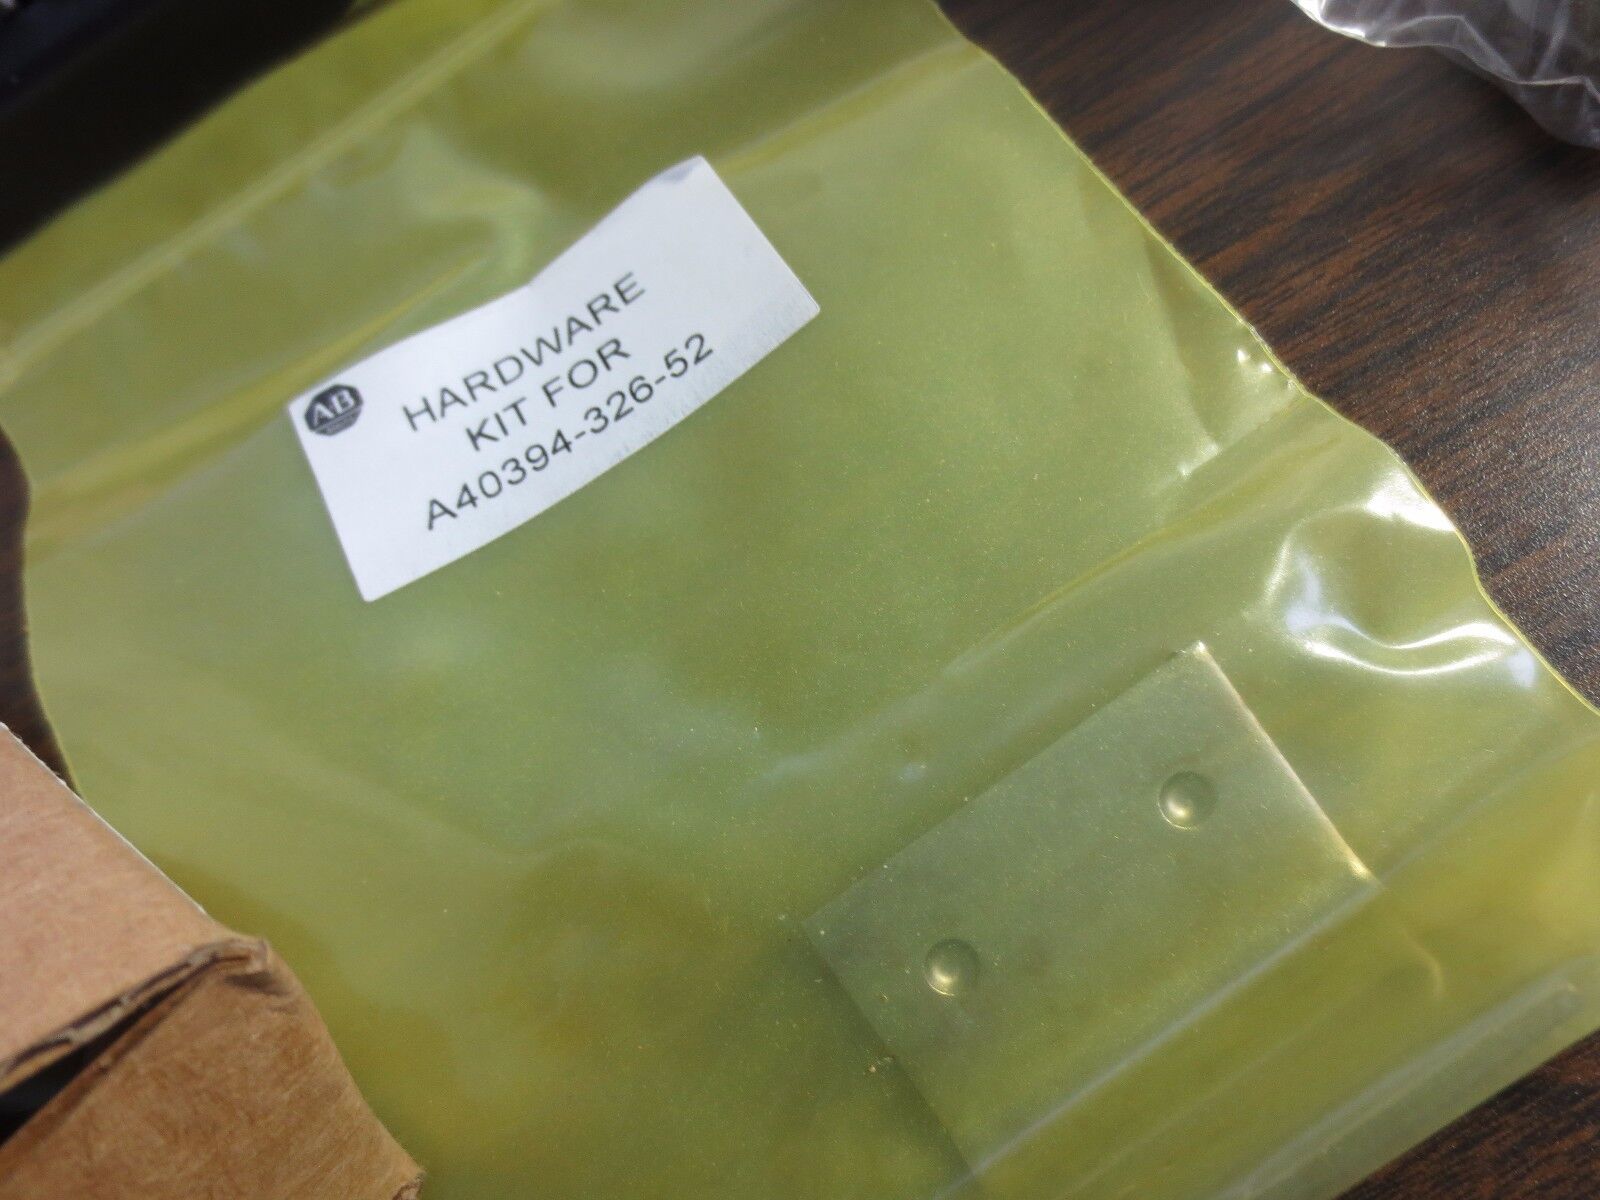 AB
HARDWARE
KIT FOR
A40394-326-52